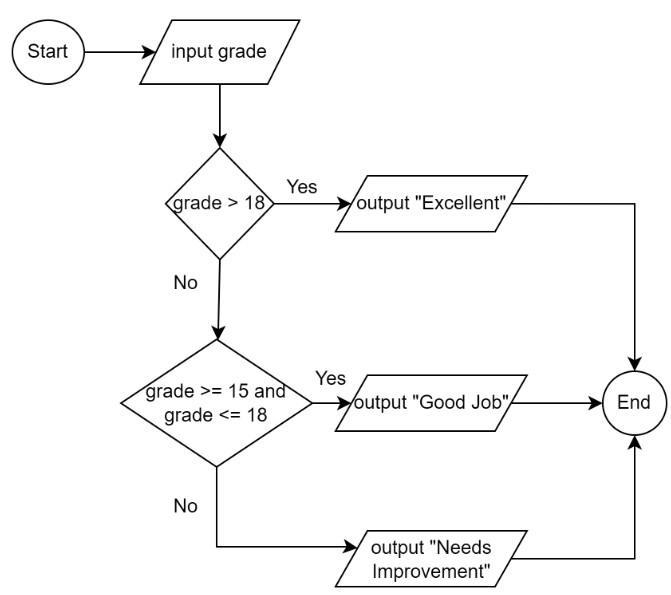 Start
input grade
grade > 18
Yes
output "Excellent"
No
grade >= 15 and
grade <= 18
Yes
output "Good Job"
End
No
output "Needs
Improvement"